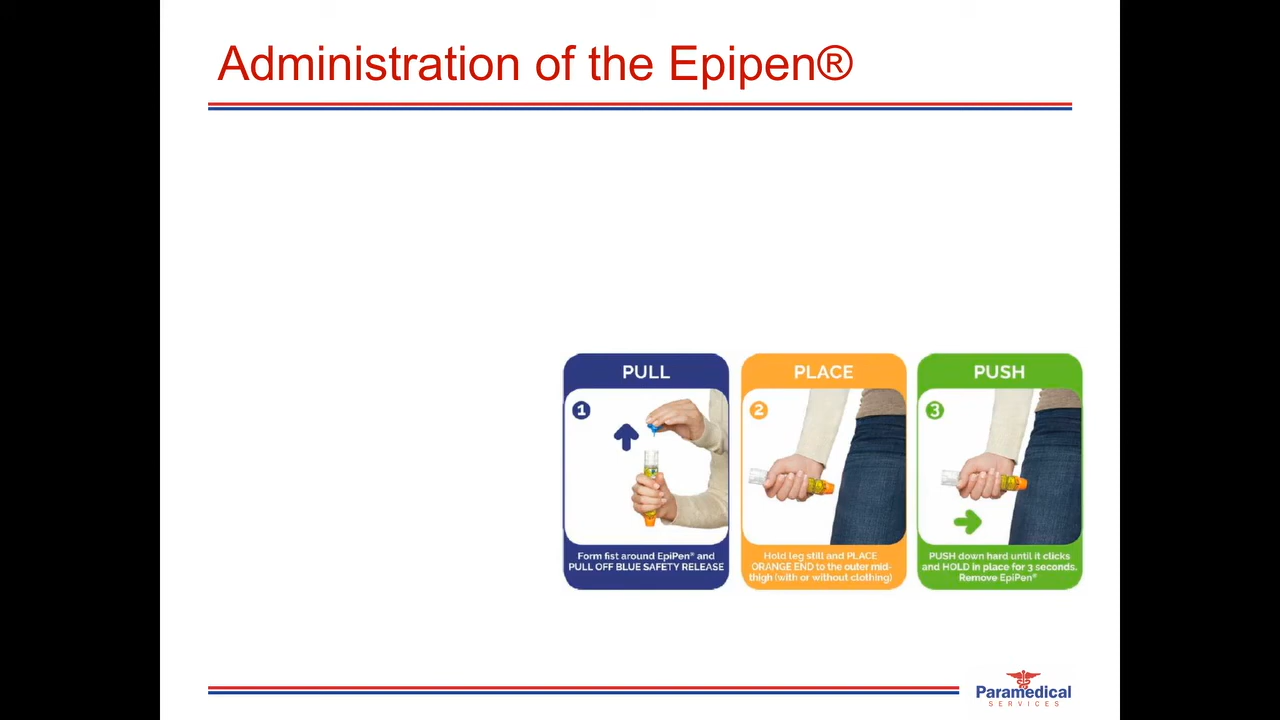 Administration of the Epipen®
PULL
1
Form fist around EpiPen® and
PULL OFF BLUE SAFETY RELEASE
PLACE
2
Hold leg still and PLACE
ORANGE END to the outer mid-
thigh (with or without clothing)
PUSH
3
PUSH down hard until it clicks
and HOLD in place for 3 seconds.
Remove EpiPen®
Paramedical
SERVICES